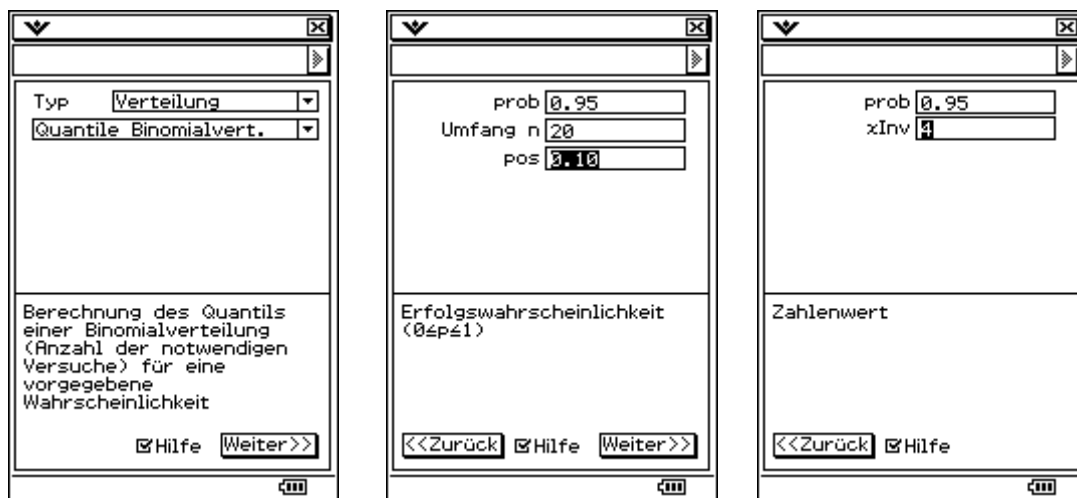 Typ Verteilung
Quantile Binomialvert.
Berechnung des Quantils
einer Binomialverteilung
(Anzahl der notwendigen
Versuche) für eine
vorgegebene
Wahrscheinlichkeit
Hilfe Weiter>>
prob 0.95
Umfang n 20
pos 0.10
Erfolgswahrscheinlichkeit
(0≤p≤1)
<<Zurück Hilfe Weiter>>
prob 0.95
xInv 4
Zahlenwert
<<Zurück Hilfe